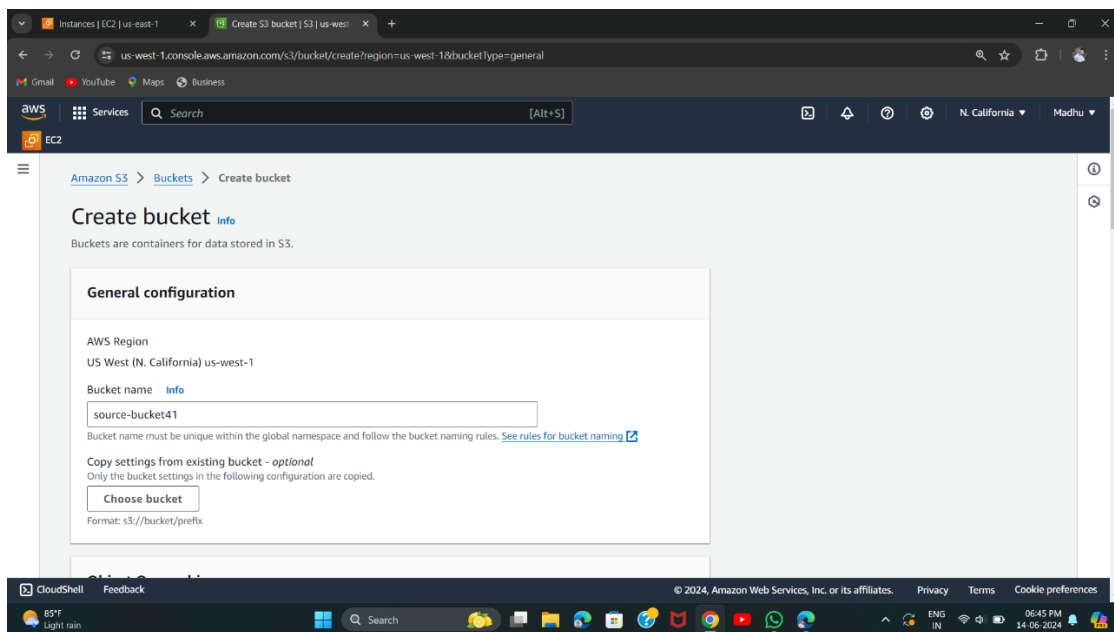 Instances | EC2 | us-east-1
Create S3 bucket | S3 | us-west
us-west-1.console.aws.amazon.com/s3/bucket/create?region=us-west-1&bucketType=general
Gmail YouTube Maps Business
aws Services Search [Alt+S] N. California Madhu
EC2
Amazon S3 > Buckets > Create bucket
Create bucket Info
Buckets are containers for data stored in S3.
General configuration
AWS Region
US West (N. California) us-west-1
Bucket name Info
source-bucket41
Bucket name must be unique within the global namespace and follow the bucket naming rules. See rules for bucket naming
Copy settings from existing bucket - optional
Only the bucket settings in the following configuration are copied.
Choose bucket
Format: s3://bucket/prefix
CloudShell Feedback © 2024, Amazon Web Services, Inc. or its affiliates. Privacy Terms Cookie preferences
85°F
Light rain
Search
ENG
IN
06:45 PM
14-06-2024